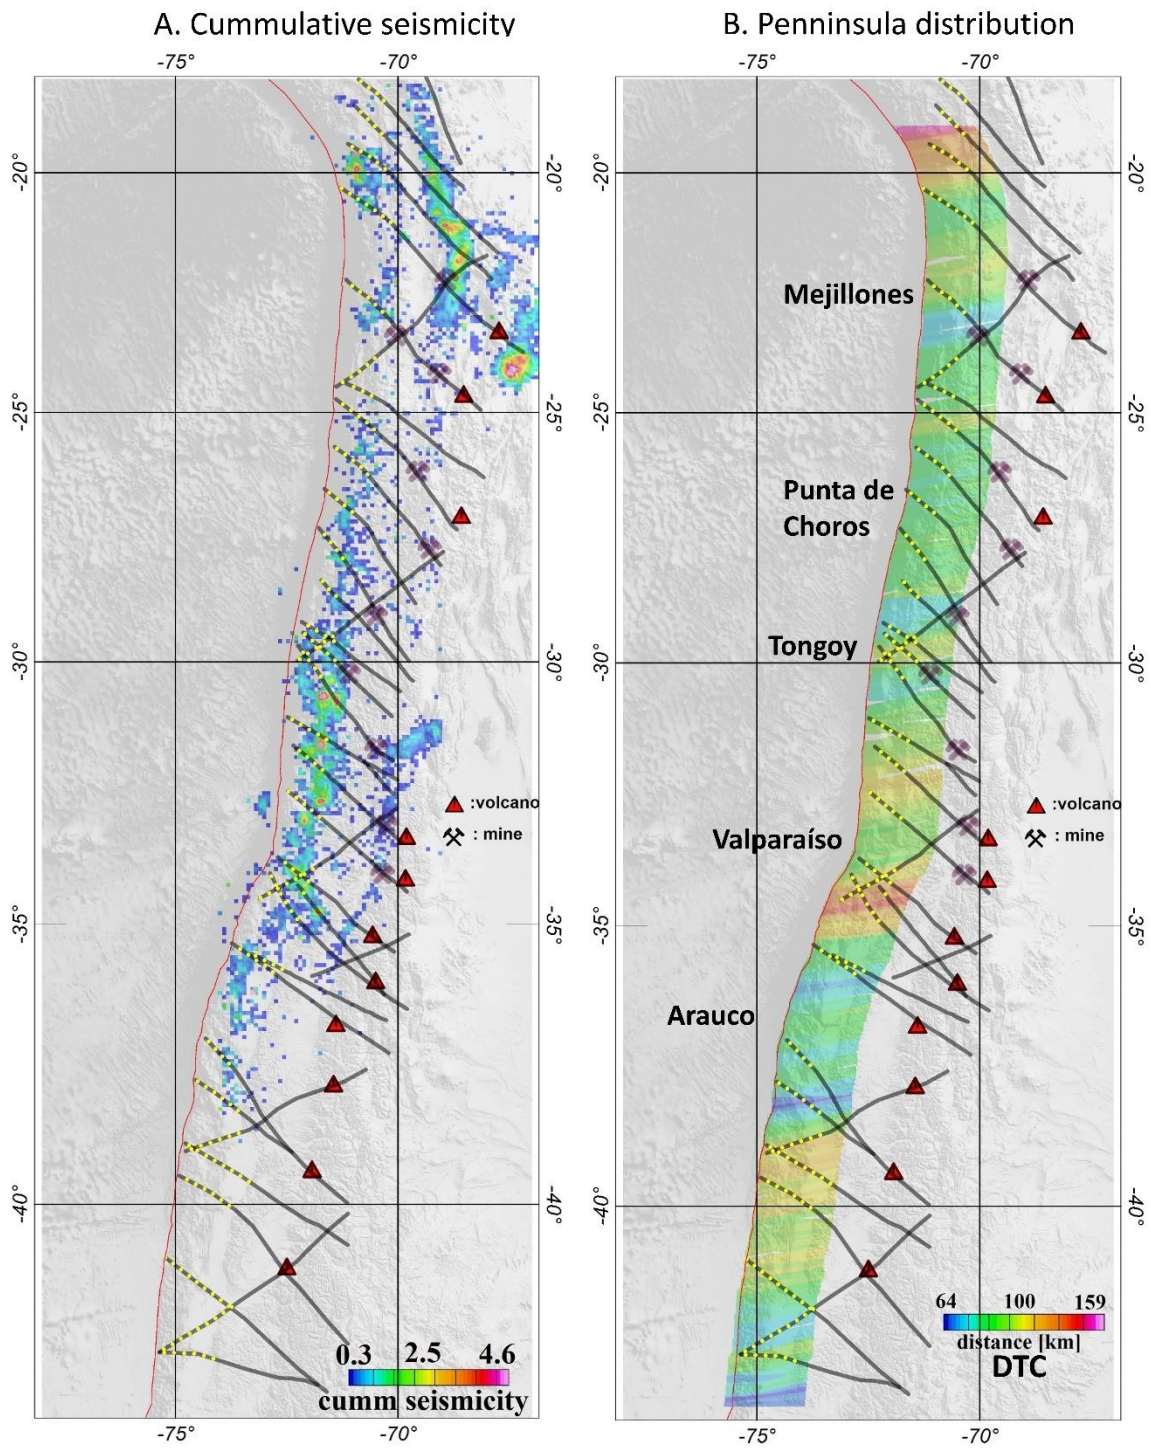 A. Cummulative seismicity
B. Penninsula distribution
-75° -70°
-75° -70°
-20° -20°
-20° -20°
Mejillones
-25° -25°
-25° -25°
Punta de
Choros
-30° -30°
Tongoy
-30° -30°
:volcano
: mine
Valparaíso
:volcano
: mine
-35° -35°
-35° -35°
Arauco
-40° -40°
-40° -40°
0.3 2.5 4.6
cumm seismicity
64 100 159
distance [km]
DTC
-75° -70°
-75° -70°